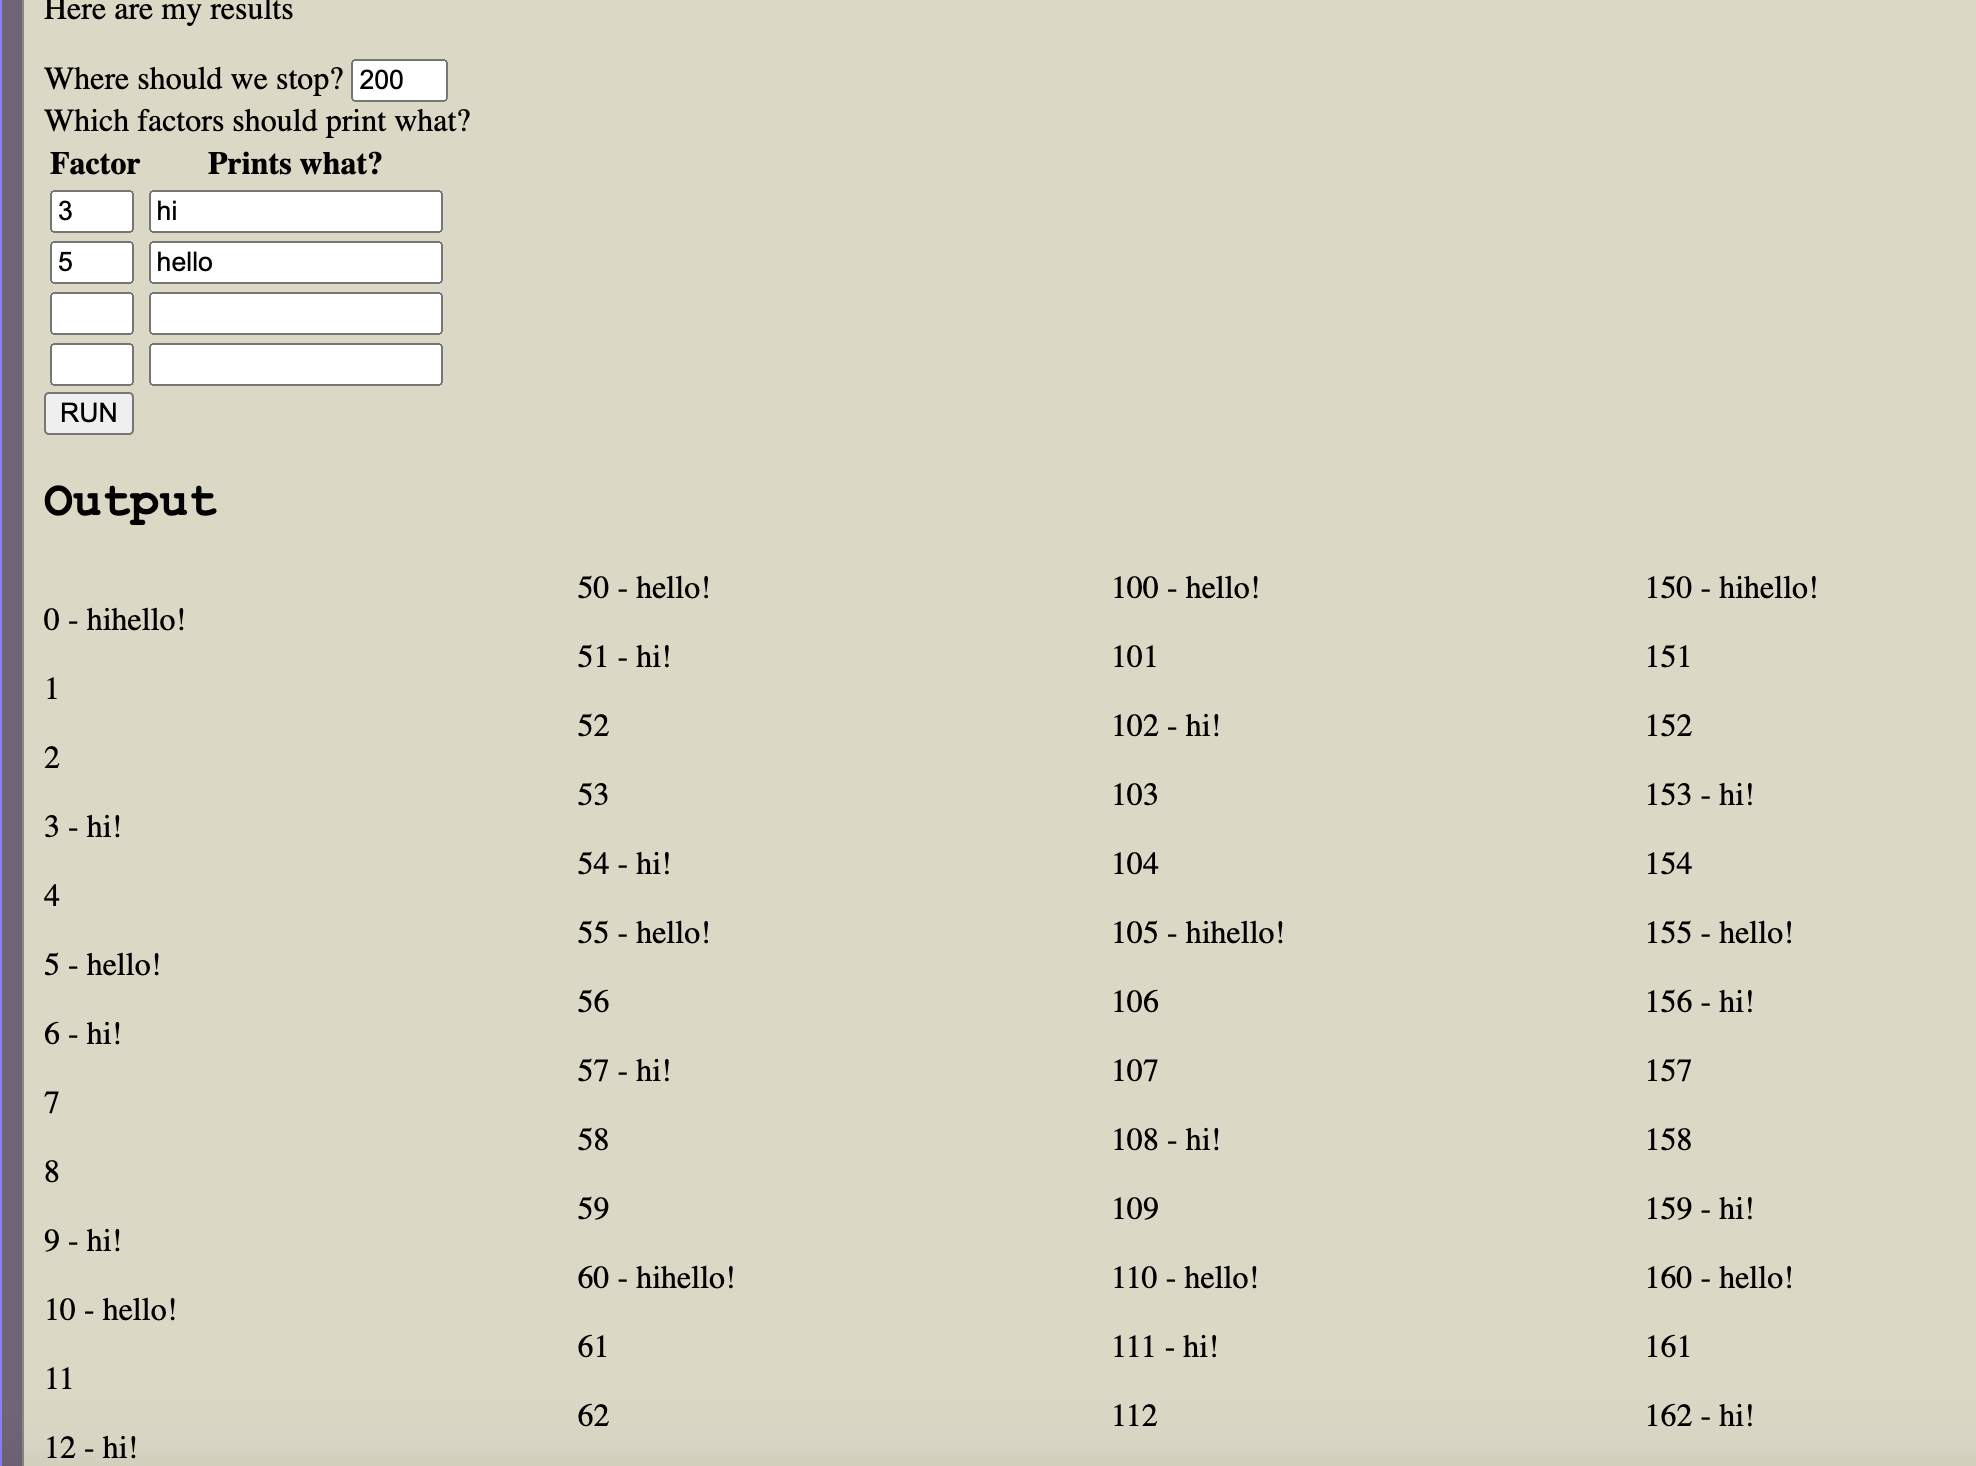 Here are my results
Where should we stop? 200
Which factors should print what?
Factor Prints what?
3 hi
5 hello
RUN
Output
0 - hihello!
1
2
3 - hi!
4
5 - hello!
6 - hi!
7
8
9 - hi!
10 - hello!
11
12 - hi!
50 - hello!
51 - hi!
52
53
54 - hi!
55 - hello!
56
57 - hi!
58
59
60 - hihello!
61
62
100 - hello!
101
102 - hi!
103
104
105 - hihello!
106
107
108 - hi!
109
110 - hello!
111 - hi!
112
150 - hihello!
151
152
153 - hi!
154
155 - hello!
156 - hi!
157
158
159 - hi!
160 - hello!
161
162 - hi!